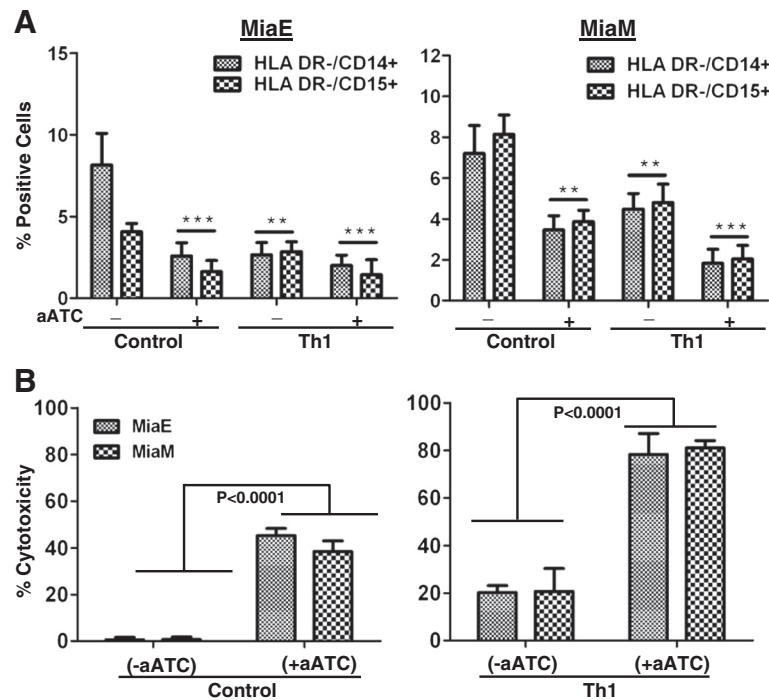 A
MiaE
MiaM
% Positive Cells
15
10
5
0
HLA DR-/CD14+
HLA DR-/CD15+
***
**
***
aATC
– + – +
Control Th1
12
10
8
6
4
2
0
HLA DR-/CD14+
HLA DR-/CD15+
**
**
***
– + – +
Control Th1
B
% Cytotoxicity
100
80
60
40
20
0
MiaE
MiaM
P<0.0001
(-aATC) (+aATC)
Control
100
80
60
40
20
0
P<0.0001
(-aATC) (+aATC)
Th1